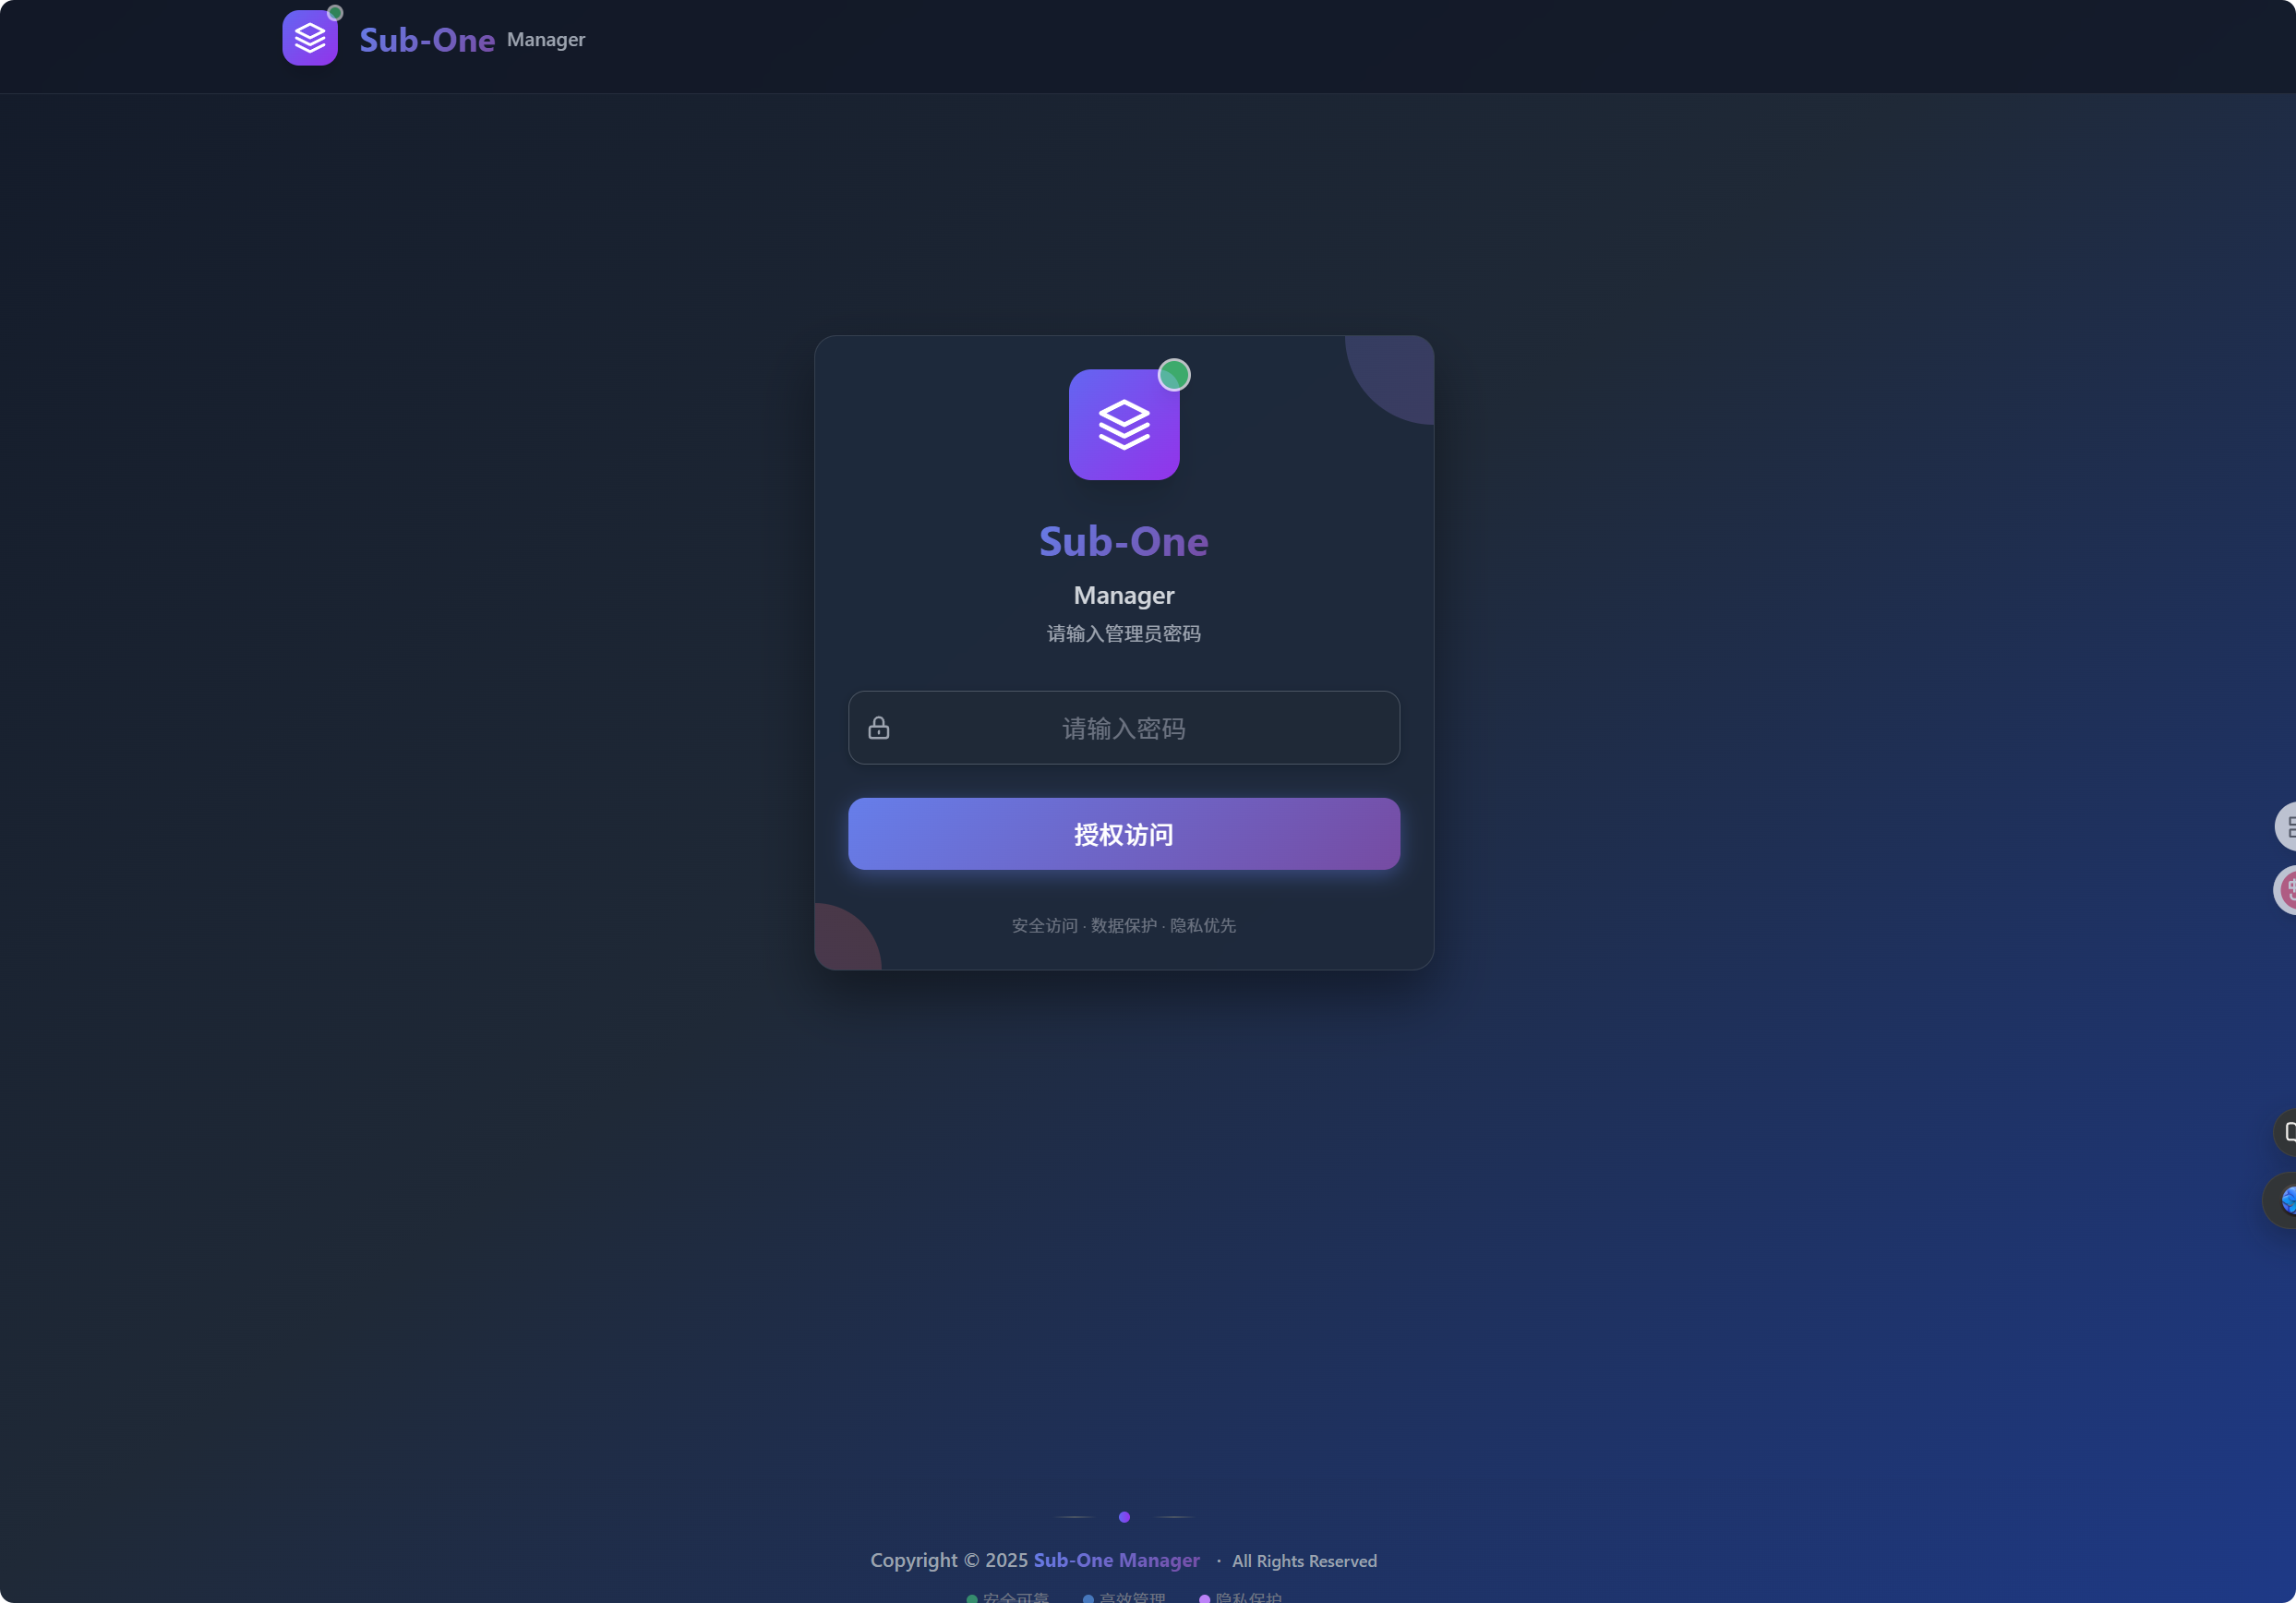 Sub-One Manager
Sub-One
Manager
请输入管理员密码
请输入密码
授权访问
安全访问 · 数据保护 · 隐私优先
Copyright © 2025 Sub-One Manager · All Rights Reserved
安全可靠 高效管理 隐私保护